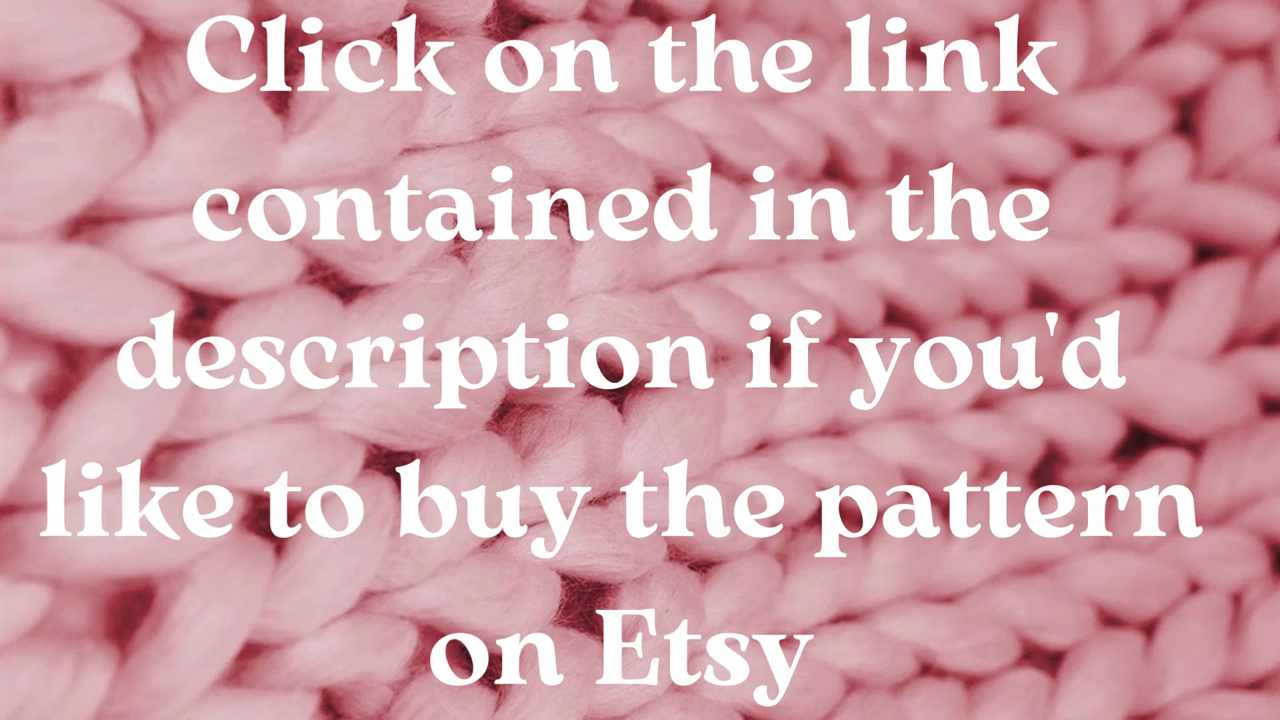 Click on the link
contained in the
description if you'd
like to buy the pattern
on Etsy